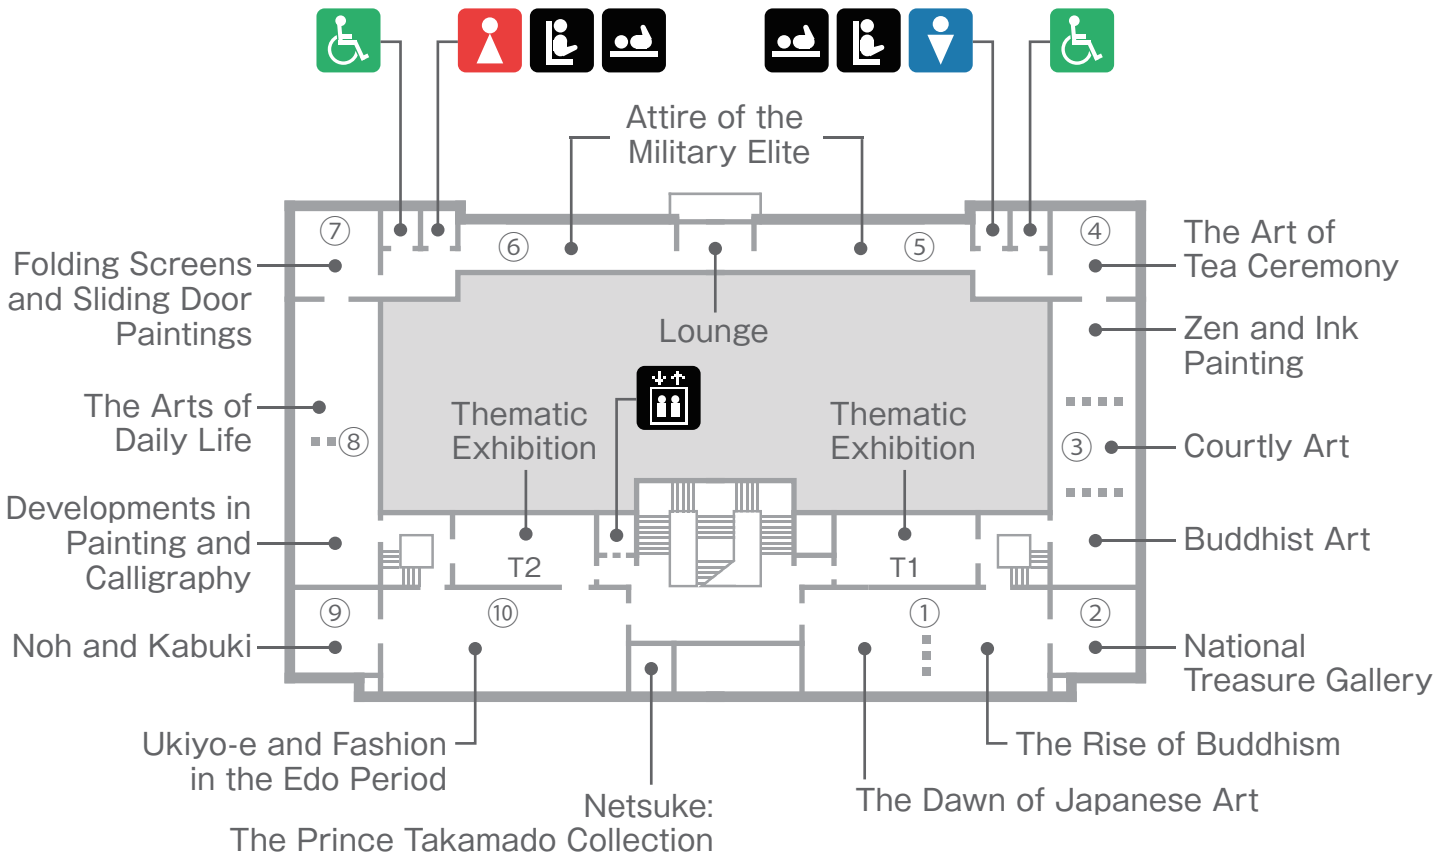 Attire of the
Military Elite
⑦
⑥
⑤
④
Folding Screens
and Sliding Door
Paintings
The Art of
Tea Ceremony
Lounge
Zen and Ink
Painting
The Arts of
Daily Life
⑧
Thematic
Exhibition
Thematic
Exhibition
③
Courtly Art
Developments in
Painting and
Calligraphy
T2
T1
Buddhist Art
⑨
⑩
①
②
Noh and Kabuki
National
Treasure Gallery
Ukiyo-e and Fashion
in the Edo Period
Netsuke:
The Prince Takamado Collection
The Rise of Buddhism
The Dawn of Japanese Art